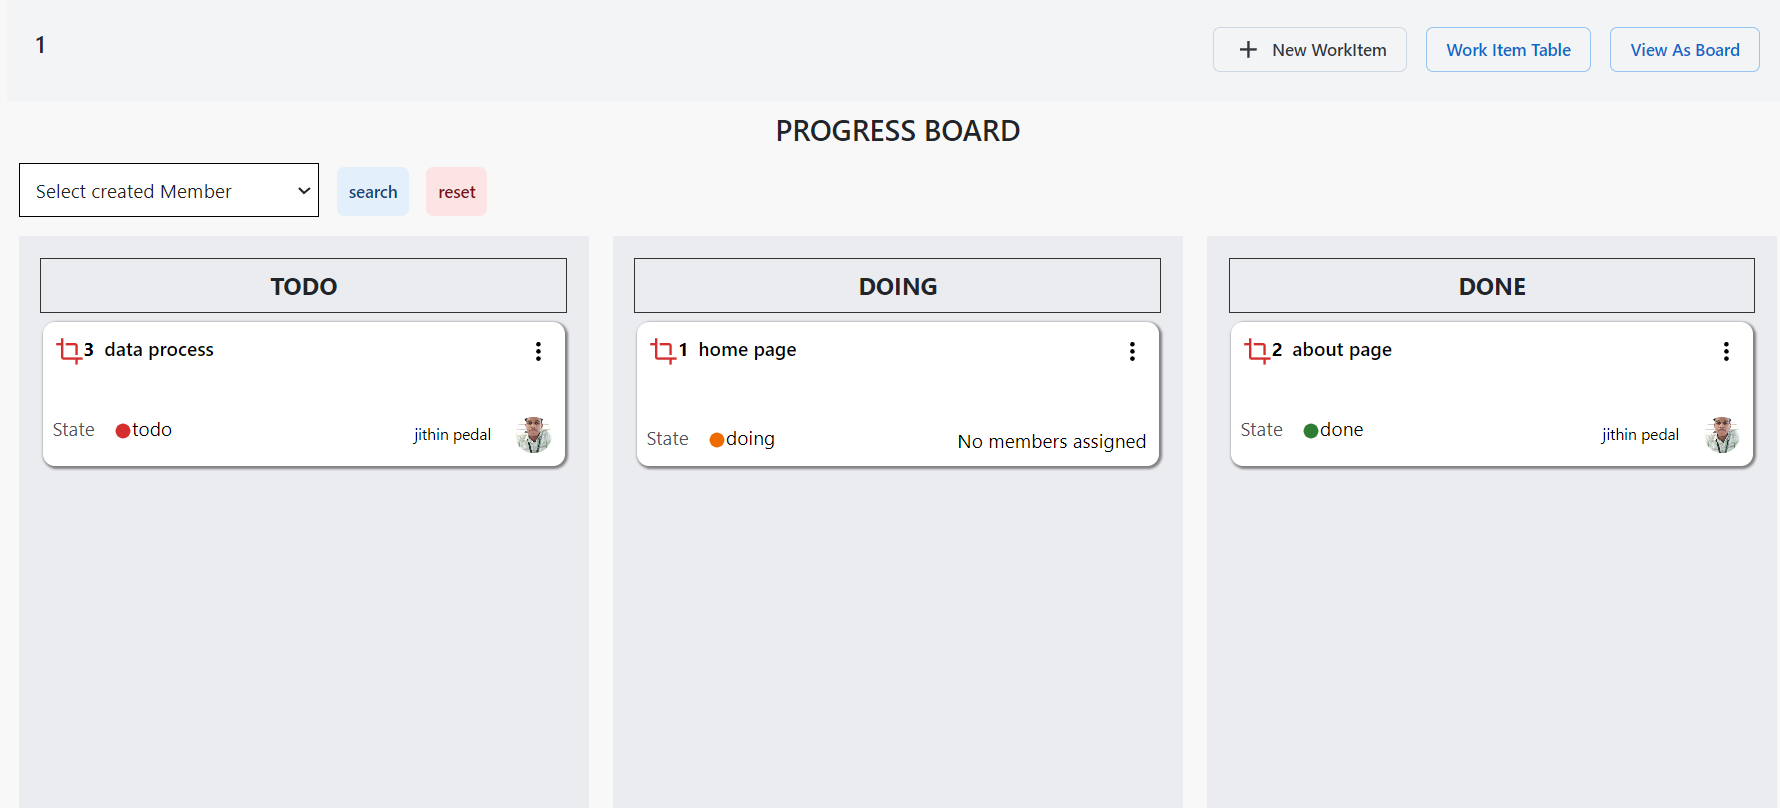 1
New WorkItem
Work Item Table
View As Board
PROGRESS BOARD
Select created Member
search
reset
TODO
3 data process
State todo
jithin pedal
DOING
1 home page
State doing
No members assigned
DONE
2 about page
State done
jithin pedal